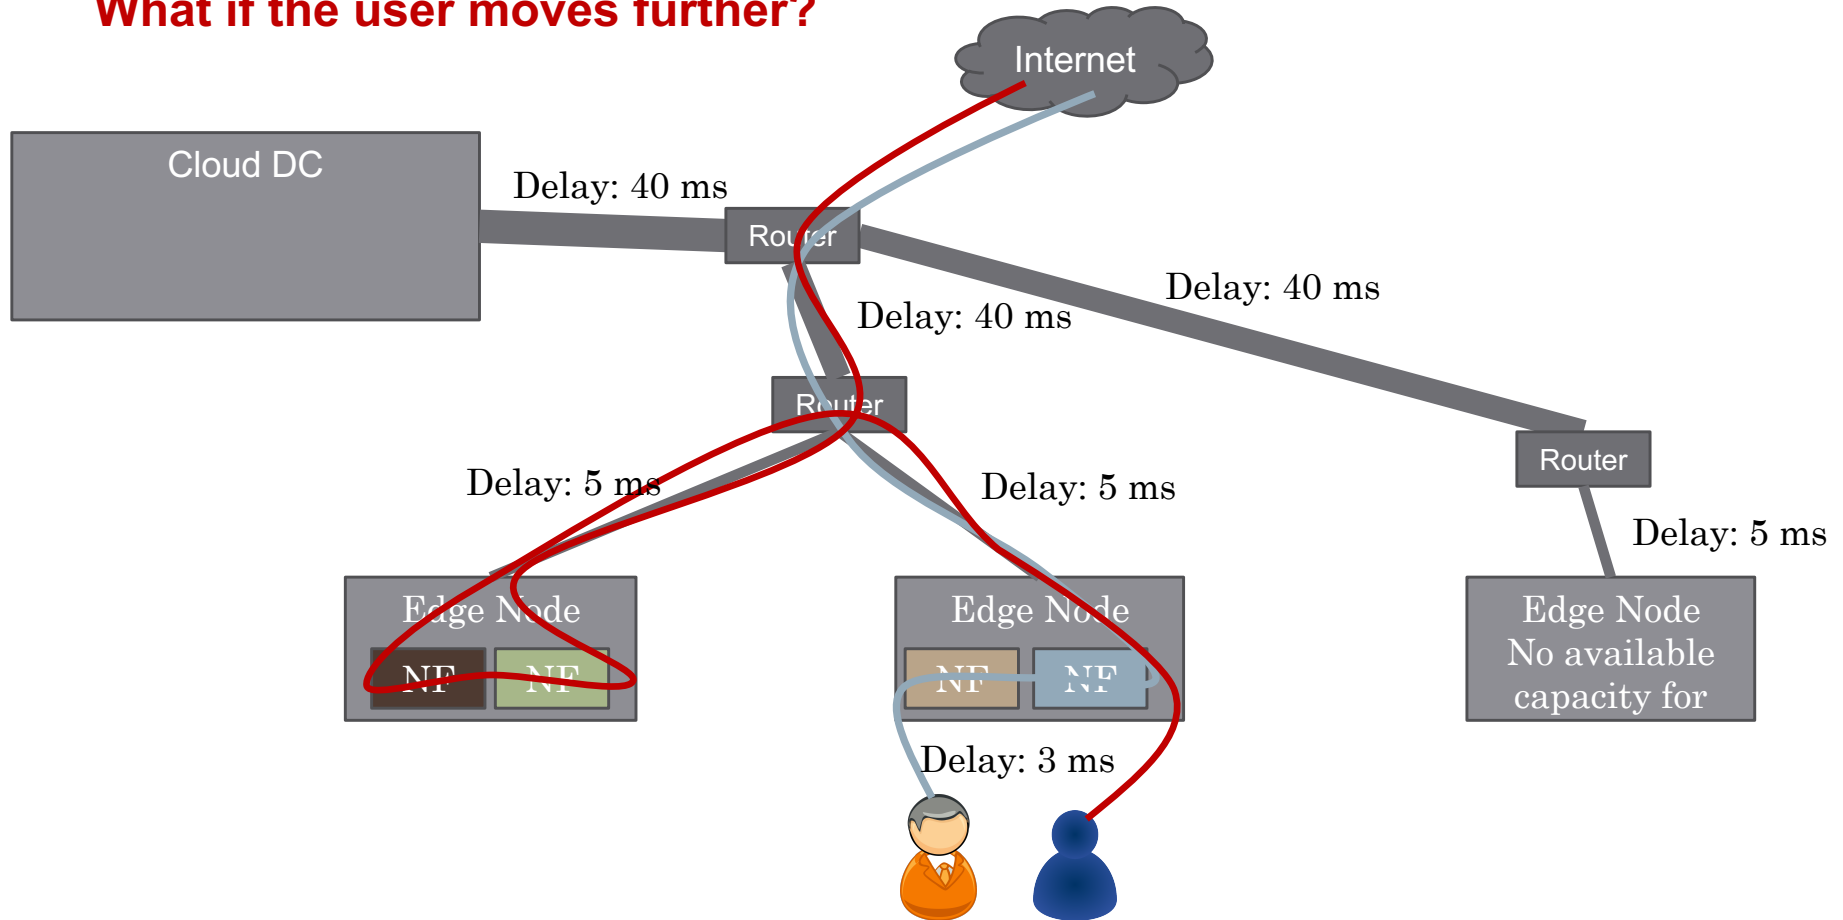 What if the user moves further?
Internet
Cloud DC
Delay: 40 ms
Router
Delay: 40 ms
Delay: 40 ms
Router
Router
Delay: 5 ms
Delay: 5 ms
Delay: 5 ms
Edge Node
NF
NF
Edge Node
NF
NF
Edge Node
No available
capacity for
Delay: 3 ms